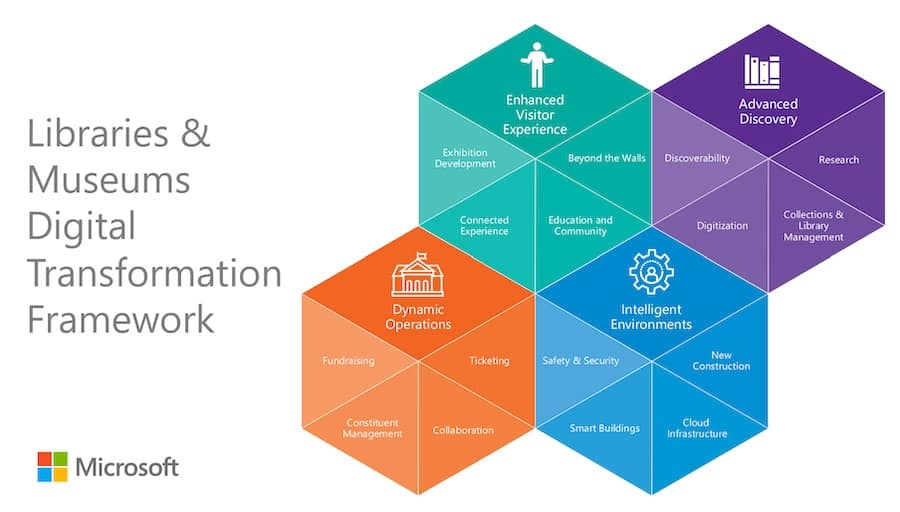 Libraries &
Museums
Digital
Transformation
Framework
Microsoft
Enhanced
Visitor
Experience
Exhibition
Development
Beyond the Walls
Connected
Experience
Education and
Community
Advanced
Discovery
Discoverability
Research
Digitization
Collections &
Library
Management
Dynamic
Operations
Fundraising
Ticketing
Constituent
Management
Collaboration
Intelligent
Environments
Safety & Security
New
Construction
Smart Buildings
Cloud
Infrastructure